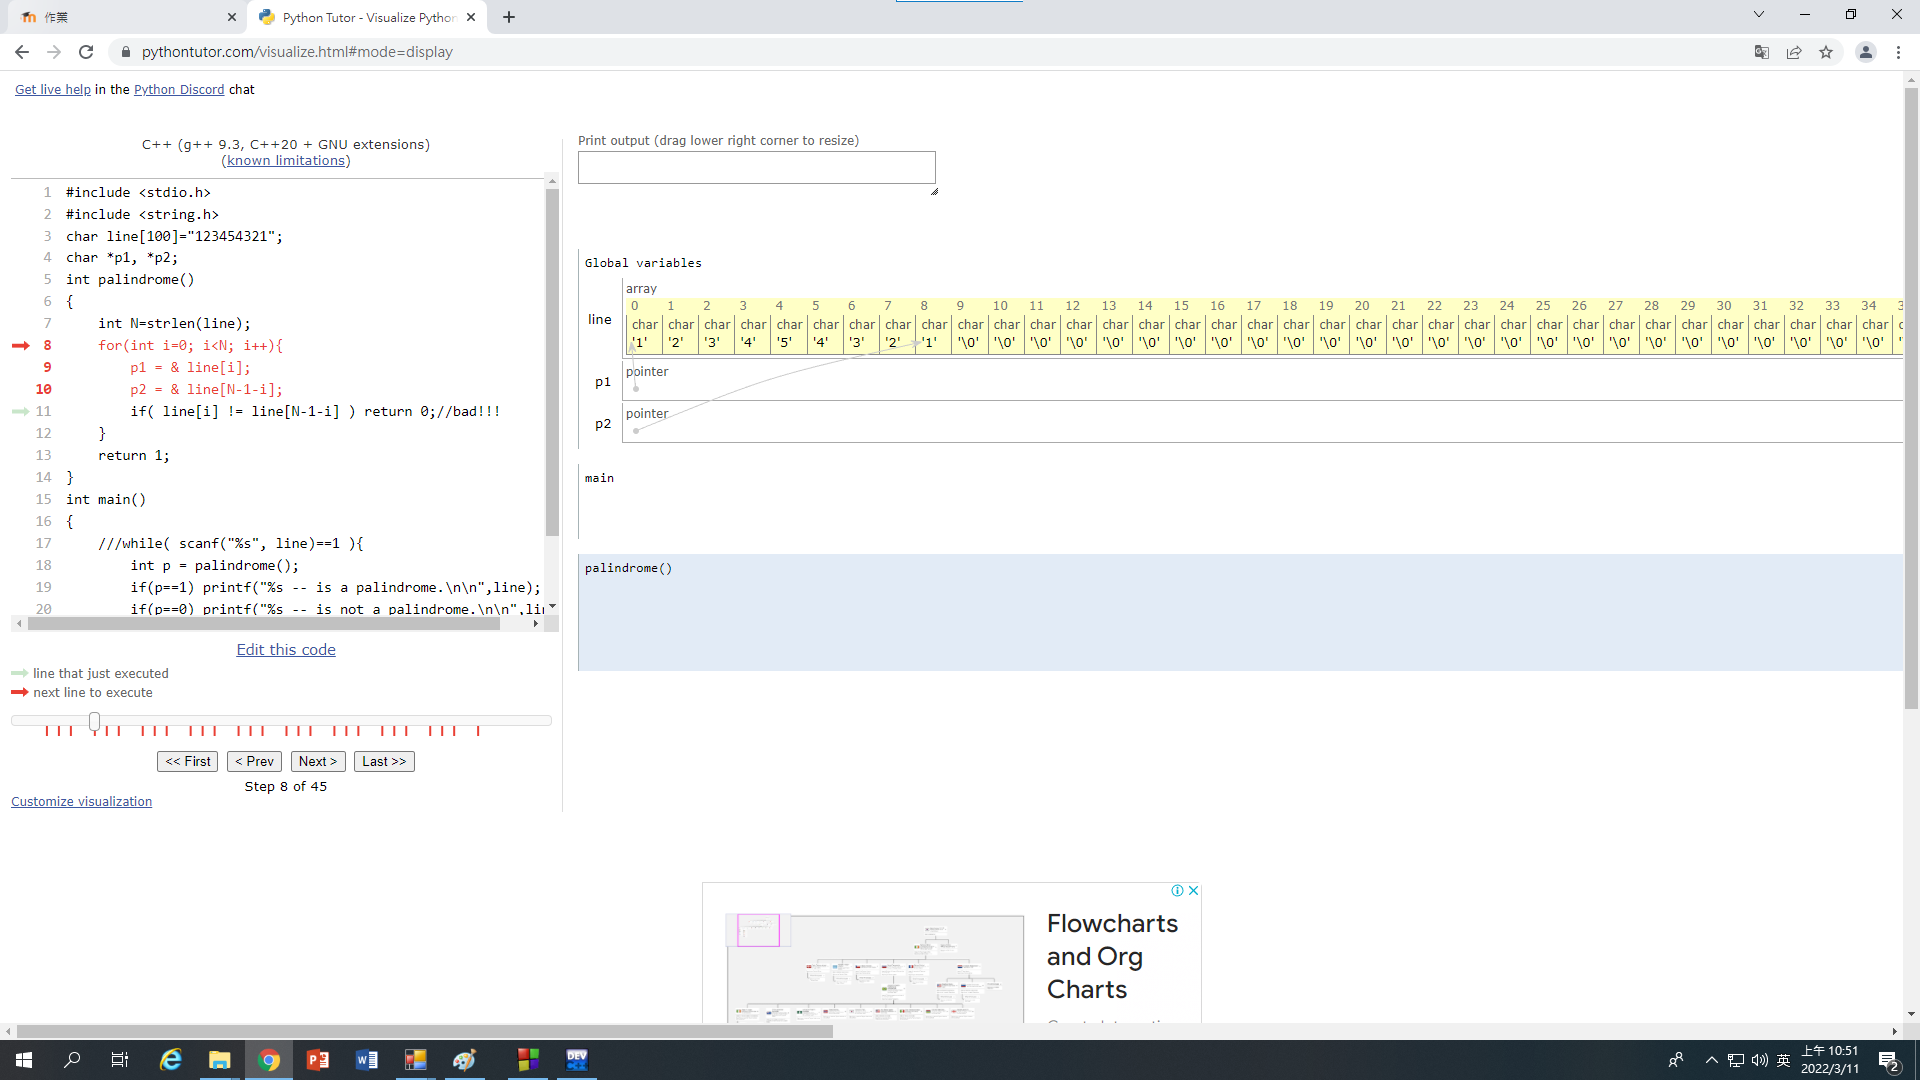 作業
Python Tutor - Visualize Python
pythontutor.com/visualize.html#mode=display
Get live help in the Python Discord chat
C++ (g++ 9.3, C++20 + GNU extensions)
(known limitations)
1 #include <stdio.h>
2 #include <string.h>
3 char line[100]="123454321";
4 char *p1, *p2;
5 int palindrome()
6 {
7 int N=strlen(line);
8 for(int i=0; i<N; i++){
9 p1 = & line[i];
10 p2 = & line[N-1-i];
11 if( line[i] != line[N-1-i] ) return 0;//bad!!!
12 }
13 return 1;
14 }
15 int main()
16 {
17 ///while( scanf("%s", line)==1 ){
18 int p = palindrome();
19 if(p==1) printf("%s -- is a palindrome.\n\n",line);
20 if(p==0) printf("%s -- is not a palindrome.\n\n",lin
Edit this code
line that just executed
next line to execute
<< First < Prev Next > Last >>
Step 8 of 45
Customize visualization
Print output (drag lower right corner to resize)
Global variables
array
0 1 2 3 4 5 6 7 8 9 10 11 12 13 14 15 16 17 18 19 20 21 22 23 24 25 26 27 28 29 30 31 32 33 34 3
line
char char char char char char char char char char char char char char char char char char char char char char char char char char char char char char char char char char char
'1' '2' '3' '4' '5' '4' '3' '2' '1' '\0' '\0' '\0' '\0' '\0' '\0' '\0' '\0' '\0' '\0' '\0' '\0' '\0' '\0' '\0' '\0' '\0' '\0' '\0' '\0' '\0' '\0' '\0' '\0' '\0' '\0'
p1 pointer
p2 pointer
main
palindrome()
Flowcharts
and Org
Charts
DEV
英
上午 10:51
2022/3/11
2